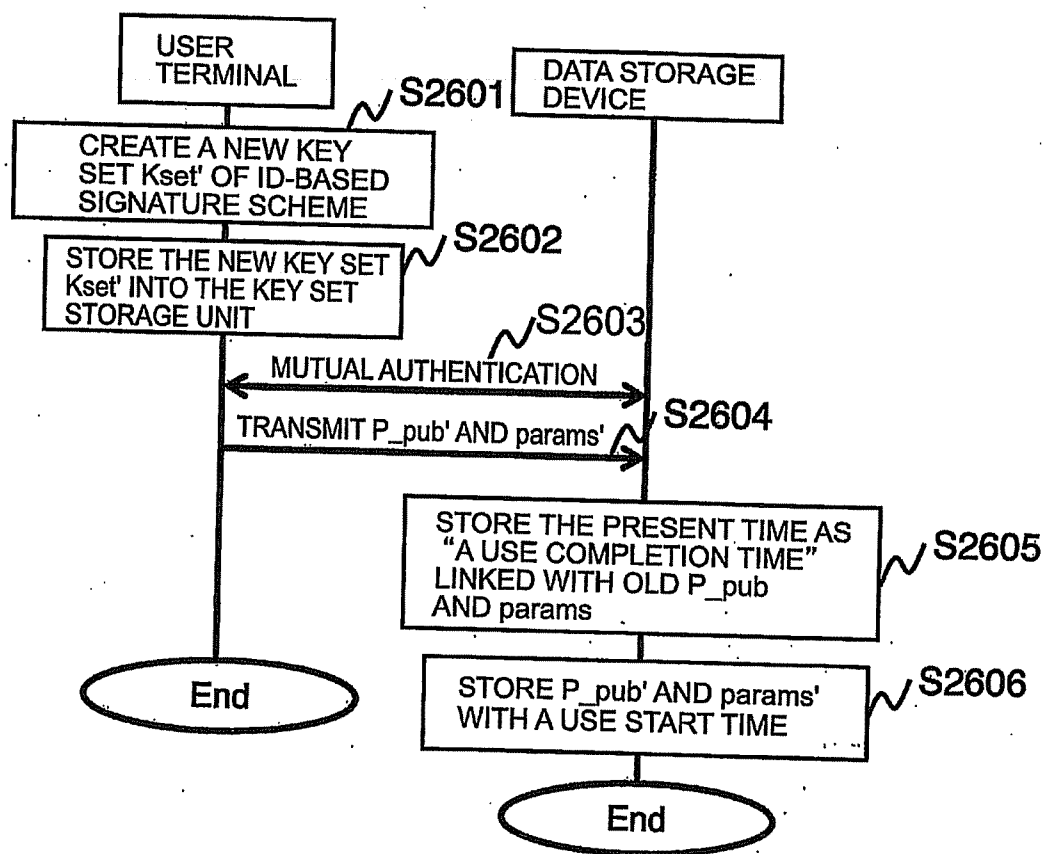 USER
TERMINAL
DATA STORAGE
DEVICE
S2601
CREATE A NEW KEY
SET Kset' OF ID-BASED
SIGNATURE SCHEME
S2602
STORE THE NEW KEY SET
Kset' INTO THE KEY SET
STORAGE UNIT
S2603
MUTUAL AUTHENTICATION
S2604
TRANSMIT P_pub' AND params'
STORE THE PRESENT TIME AS
"A USE COMPLETION TIME"
LINKED WITH OLD P_pub
AND params
S2605
STORE P_pub' AND params'
WITH A USE START TIME
S2606
End
End